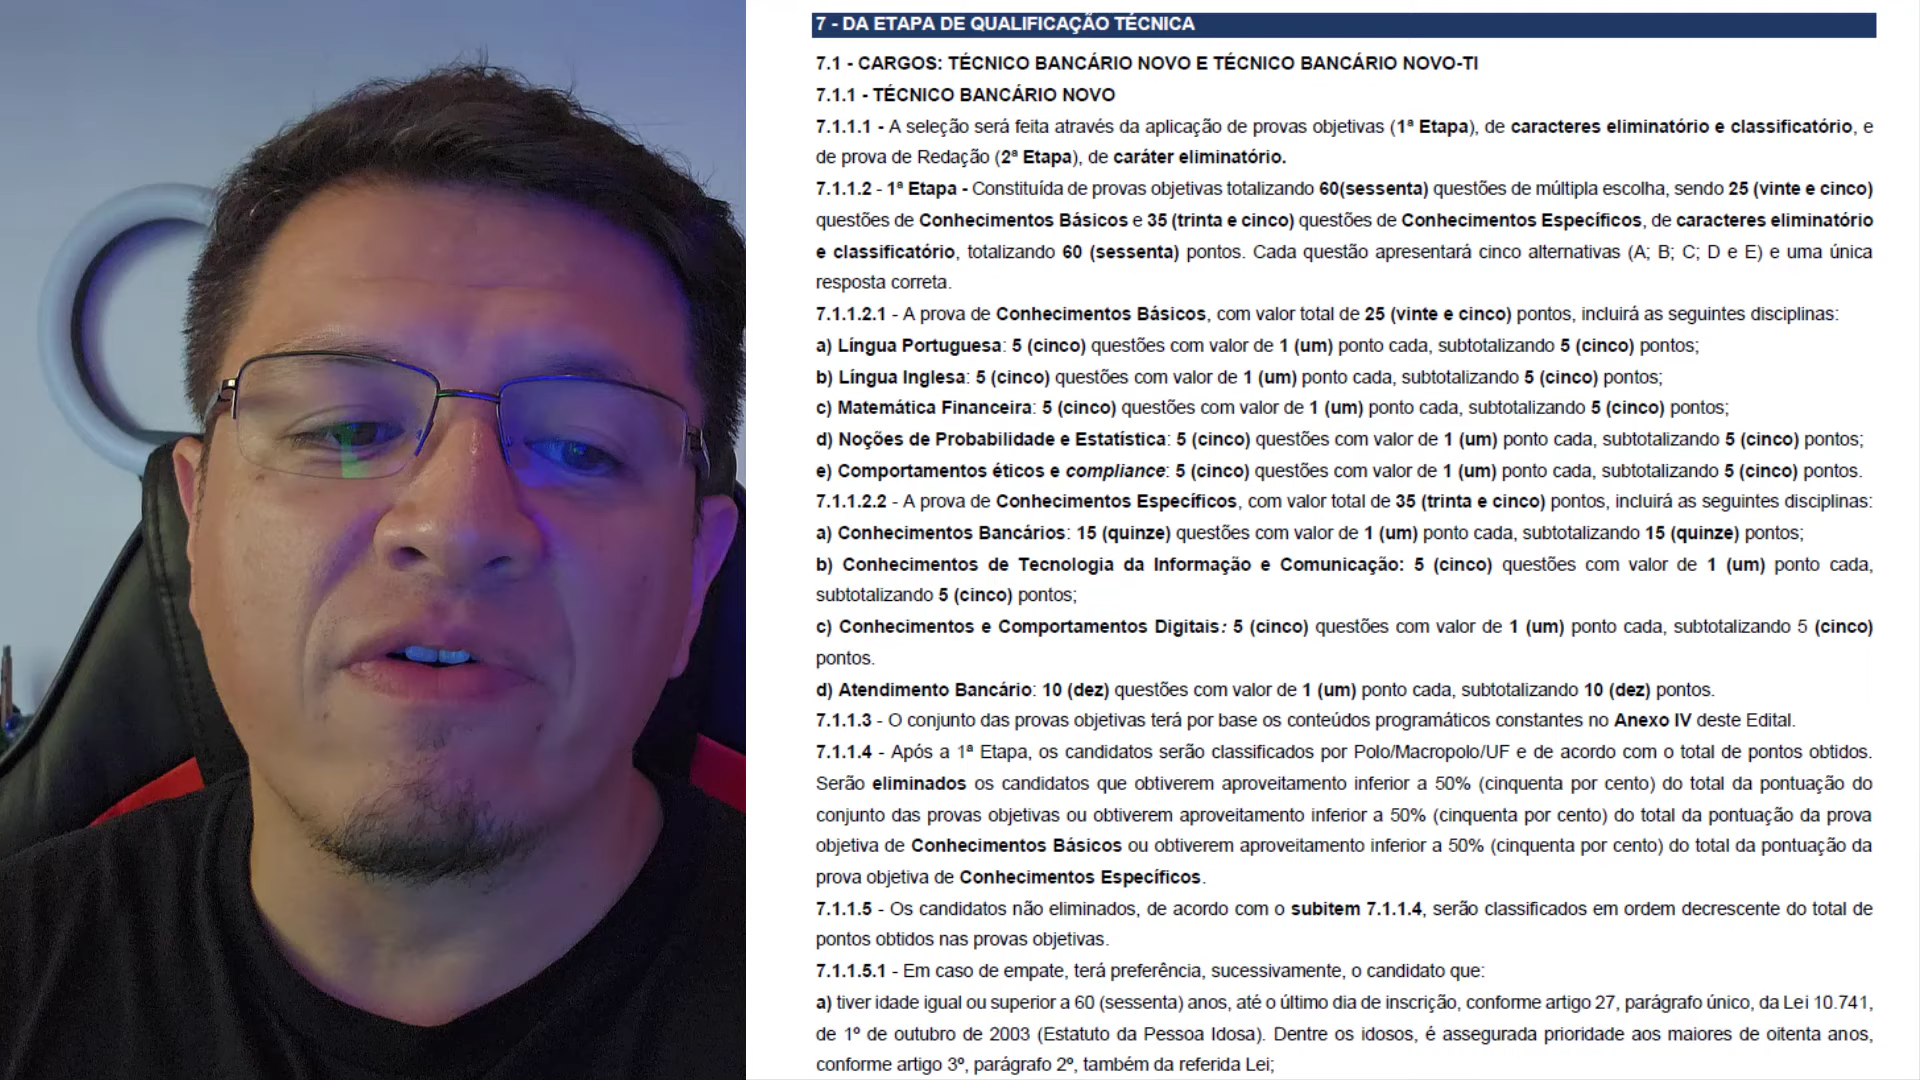 7 - DA ETAPA DE QUALIFICAÇÃO TÉCNICA
7.1 - CARGOS: TÉCNICO BANCÁRIO NOVO E TÉCNICO BANCÁRIO NOVO-TI
7.1.1 - TÉCNICO BANCÁRIO NOVO
7.1.1.1 - A seleção será feita através da aplicação de provas objetivas (1ª Etapa), de caracteres eliminatório e classificatório, e
de prova de Redação (2ª Etapa), de caráter eliminatório.
7.1.1.2 - 1ª Etapa - Constituída de provas objetivas totalizando 60(sessenta) questões de múltipla escolha, sendo 25 (vinte e cinco)
questões de Conhecimentos Básicos e 35 (trinta e cinco) questões de Conhecimentos Específicos, de caracteres eliminatório
e classificatório, totalizando 60 (sessenta) pontos. Cada questão apresentará cinco alternativas (A; B; C; D e E) e uma única
resposta correta.
7.1.1.2.1 - A prova de Conhecimentos Básicos, com valor total de 25 (vinte e cinco) pontos, incluirá as seguintes disciplinas:
a) Língua Portuguesa: 5 (cinco) questões com valor de 1 (um) ponto cada, subtotalizando 5 (cinco) pontos;
b) Língua Inglesa: 5 (cinco) questões com valor de 1 (um) ponto cada, subtotalizando 5 (cinco) pontos;
c) Matemática Financeira: 5 (cinco) questões com valor de 1 (um) ponto cada, subtotalizando 5 (cinco) pontos;
d) Noções de Probabilidade e Estatística: 5 (cinco) questões com valor de 1 (um) ponto cada, subtotalizando 5 (cinco) pontos;
e) Comportamentos éticos e compliance: 5 (cinco) questões com valor de 1 (um) ponto cada, subtotalizando 5 (cinco) pontos.
7.1.1.2.2 - A prova de Conhecimentos Específicos, com valor total de 35 (trinta e cinco) pontos, incluirá as seguintes disciplinas:
a) Conhecimentos Bancários: 15 (quinze) questões com valor de 1 (um) ponto cada, subtotalizando 15 (quinze) pontos;
b) Conhecimentos de Tecnologia da Informação e Comunicação: 5 (cinco) questões com valor de 1 (um) ponto cada,
subtotalizando 5 (cinco) pontos;
c) Conhecimentos e Comportamentos Digitais: 5 (cinco) questões com valor de 1 (um) ponto cada, subtotalizando 5 (cinco)
pontos.
d) Atendimento Bancário: 10 (dez) questões com valor de 1 (um) ponto cada, subtotalizando 10 (dez) pontos.
7.1.1.3 - O conjunto das provas objetivas terá por base os conteúdos programáticos constantes no Anexo IV deste Edital.
7.1.1.4 - Após a 1ª Etapa, os candidatos serão classificados por Polo/Macropolo/UF e de acordo com o total de pontos obtidos.
Serão eliminados os candidatos que obtiverem aproveitamento inferior a 50% (cinquenta por cento) do total da pontuação do
conjunto das provas objetivas ou obtiverem aproveitamento inferior a 50% (cinquenta por cento) do total da pontuação da prova
objetiva de Conhecimentos Básicos ou obtiverem aproveitamento inferior a 50% (cinquenta por cento) do total da pontuação da
prova objetiva de Conhecimentos Específicos.
7.1.1.5 - Os candidatos não eliminados, de acordo com o subitem 7.1.1.4, serão classificados em ordem decrescente do total de
pontos obtidos nas provas objetivas.
7.1.1.5.1 - Em caso de empate, terá preferência, sucessivamente, o candidato que:
a) tiver idade igual ou superior a 60 (sessenta) anos, até o último dia de inscrição, conforme artigo 27, parágrafo único, da Lei 10.741,
de 1º de outubro de 2003 (Estatuto da Pessoa Idosa). Dentre os idosos, é assegurada prioridade aos maiores de oitenta anos,
conforme artigo 3º, parágrafo 2º, também da referida Lei;